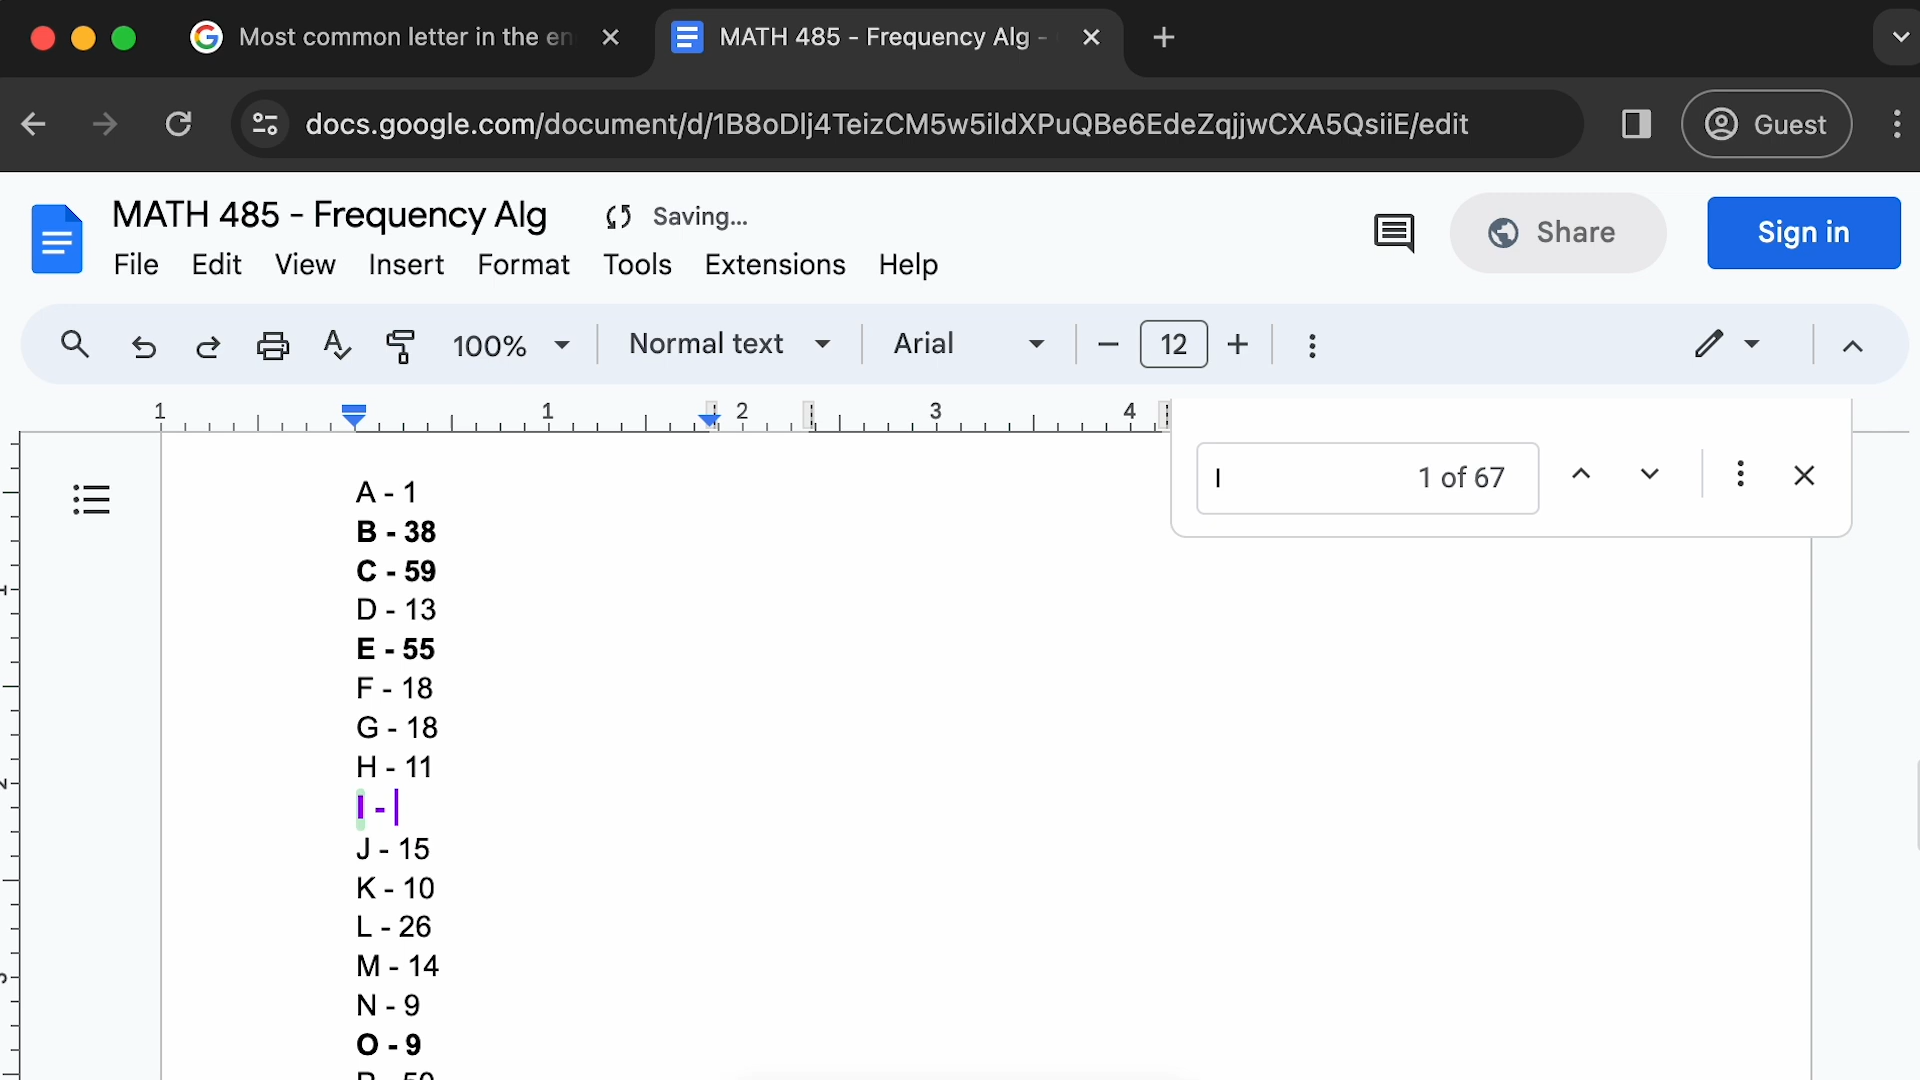 Most common letter in the en
MATH 485 - Frequency Alg -
docs.google.com/document/d/1B8oDlj4TeizCM5w5ildXPuQBe6EdeZqjjwCXA5QsiiE/edit
Guest
MATH 485 - Frequency Alg
Saving...
Share
Sign in
File Edit View Insert Format Tools Extensions Help
100% Normal text Arial 12
1 1 2 3 4
I 1 of 67
A - 1
B - 38
C - 59
D - 13
E - 55
F - 18
G - 18
H - 11
I -
J - 15
K - 10
L - 26
M - 14
N - 9
O - 9